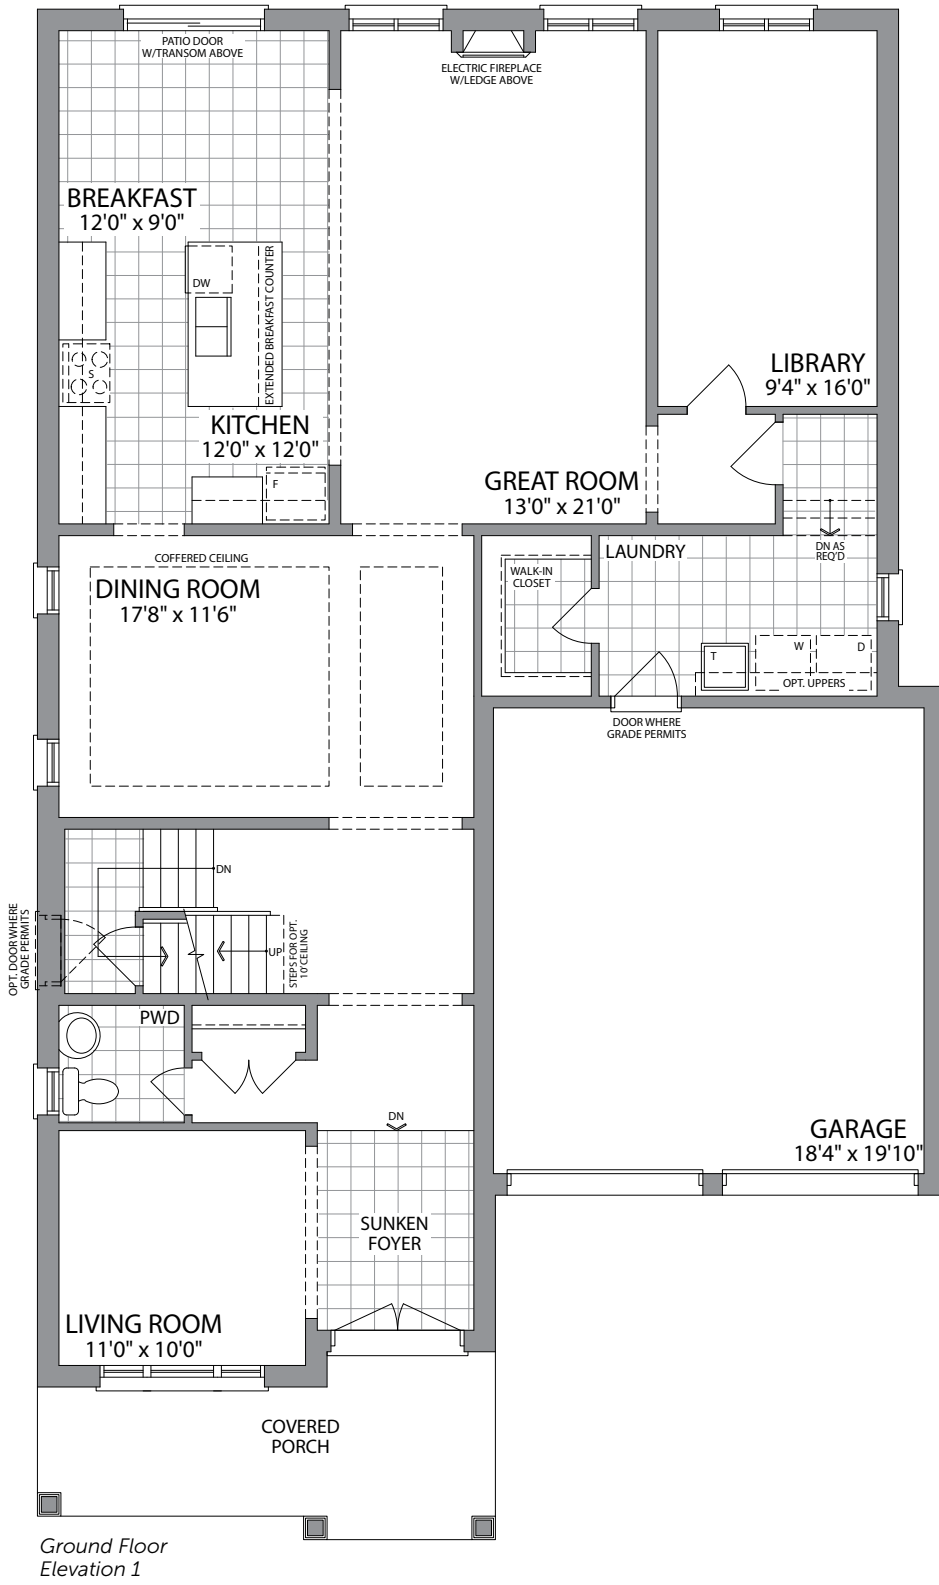 PATIO DOOR
W/TRANSOM ABOVE
ELECTRIC FIREPLACE
W/LEDGE ABOVE
BREAKFAST
12'0" x 9'0"
DW
EXTENDED BREAKFAST COUNTER
S
KITCHEN
12'0" x 12'0"
F
GREAT ROOM
13'0" x 21'0"
LIBRARY
9'4" x 16'0"
DN AS
REQ'D
LAUNDRY
WALK-IN
CLOSET
T
W
D
OPT. UPPERS
DOOR WHERE
GRADE PERMITS
COFFERED CEILING
DINING ROOM
17'8" x 11'6"
DN
UP
STEPS FOR OPT.
10'CEILING
OPT. DOOR WHERE
GRADE PERMITS
PWD
DN
GARAGE
18'4" x 19'10"
SUNKEN
FOYER
LIVING ROOM
11'0" x 10'0"
COVERED
PORCH
Ground Floor
Elevation 1